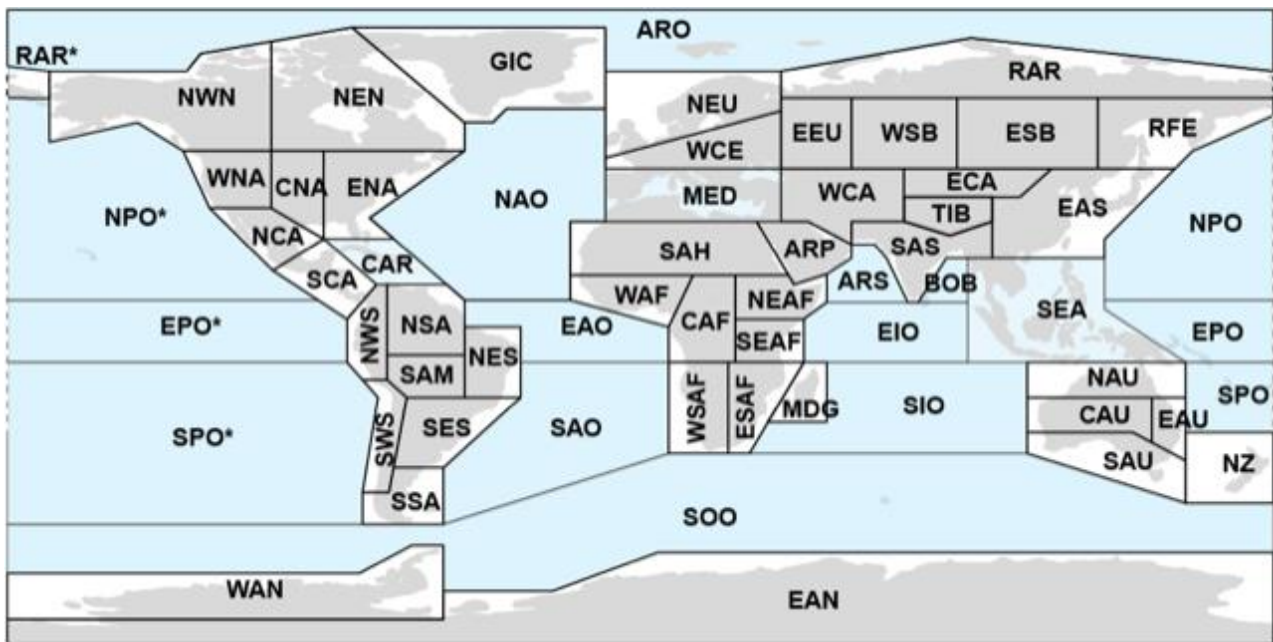 ARO
RAR*
GIC
RAR
NWN
NEN
NEU
EEU
WSB
ESB
RFE
WCE
WNA
CNA
ENA
WCA
ECA
NPO*
NAO
MED
TIB
EAS
NPO
NCA
SAH
ARP
SAS
SCA
CAR
WAF
NEAF
ARS
BOB
SEA
EPO*
NWS
NSA
EAO
CAF
SEAF
EIO
EPO
NES
SAM
NAU
SPO
SPO*
SWS
SES
SAO
WSAF
ESAF
MDG
SIO
CAU
EAU
SAU
NZ
SSA
SOO
WAN
EAN